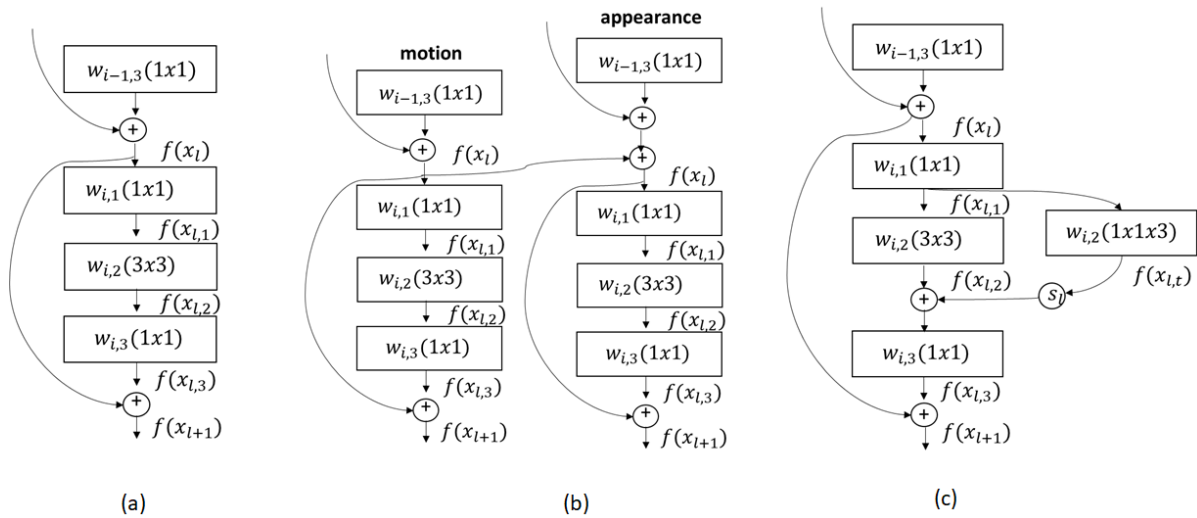 w_{i-1,3}(1x1)
+
f(x_l)
w_{i,1}(1x1)
f(x_{l,1})
w_{i,2}(3x3)
f(x_{l,2})
w_{i,3}(1x1)
f(x_{l,3})
+
f(x_{l+1})
(a)
motion
w_{i-1,3}(1x1)
+
f(x_l)
w_{i,1}(1x1)
f(x_{l,1})
w_{i,2}(3x3)
f(x_{l,2})
w_{i,3}(1x1)
f(x_{l,3})
+
f(x_{l+1})
appearance
w_{i-1,3}(1x1)
+
+
f(x_l)
w_{i,1}(1x1)
f(x_{l,1})
w_{i,2}(3x3)
f(x_{l,2})
w_{i,3}(1x1)
f(x_{l,3})
+
f(x_{l+1})
(b)
w_{i-1,3}(1x1)
+
f(x_l)
w_{i,1}(1x1)
f(x_{l,1})
w_{i,2}(3x3)
w_{i,2}(1x1x3)
f(x_{l,t})
f(x_{l,2})
s_l
+
w_{i,3}(1x1)
f(x_{l,3})
+
f(x_{l+1})
(c)